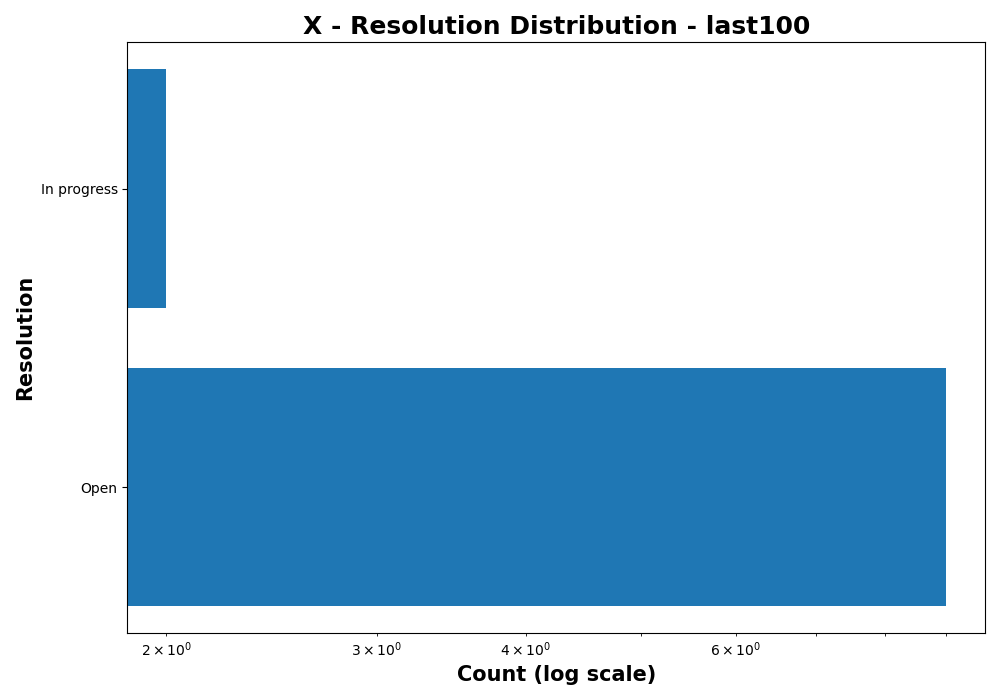 X - Resolution Distribution - last100
In progress
Open
Resolution
2 × 10⁰
3 × 10⁰
4 × 10⁰
6 × 10⁰
Count (log scale)